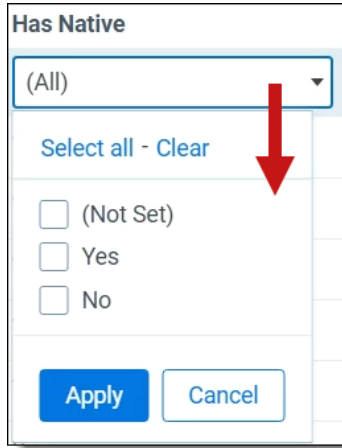 Has Native
(All)
Select all - Clear
(Not Set)
Yes
No
Apply Cancel